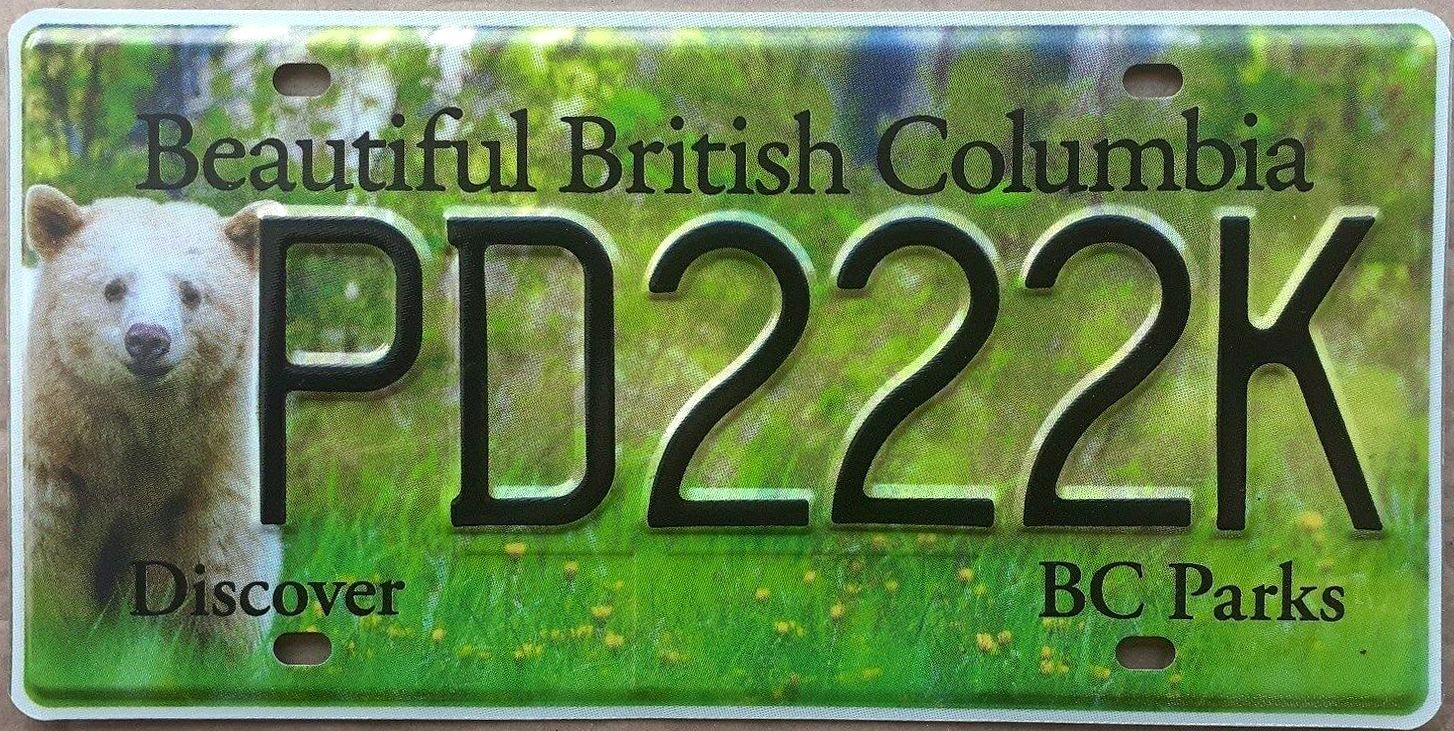 Beautiful British Columbia
PD222K
Discover BC Parks